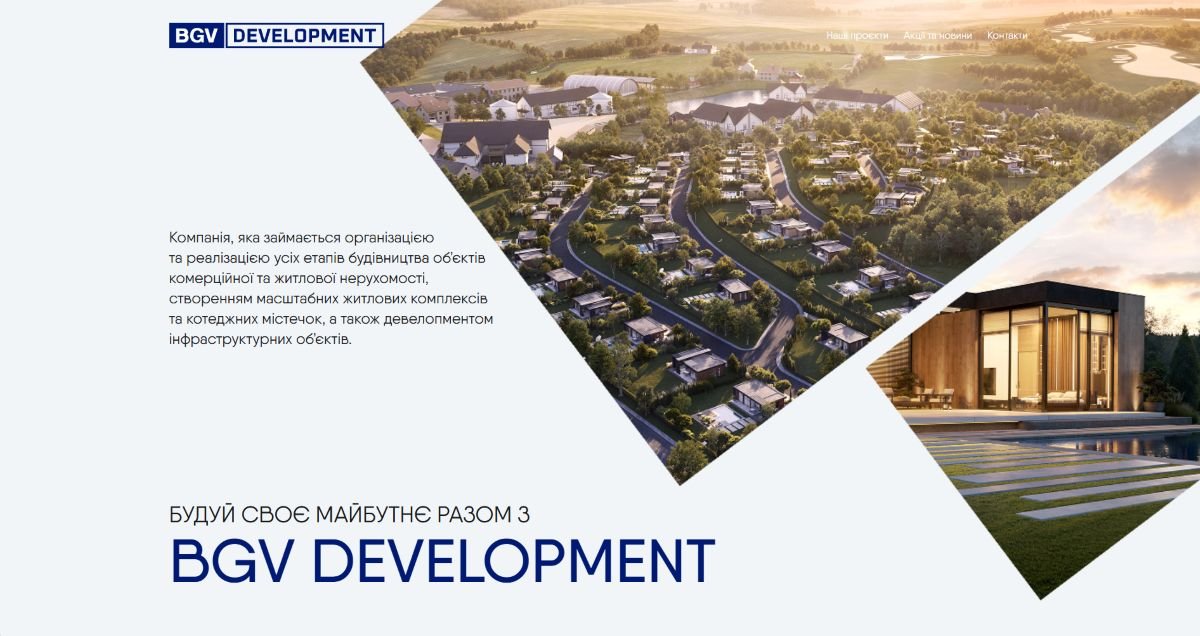 BGV DEVELOPMENT
Наші проєкти Акції та новини Контакти
Компанія, яка займається організацією
та реалізацією усіх етапів будівництва об'єктів
комерційної та житлової нерухомості,
створенням масштабних житлових комплексів
та котеджних містечок, а також девелопментом
інфраструктурних об'єктів.
БУДУЙ СВОЄ МАЙБУТНЄ РАЗОМ З
BGV DEVELOPMENT